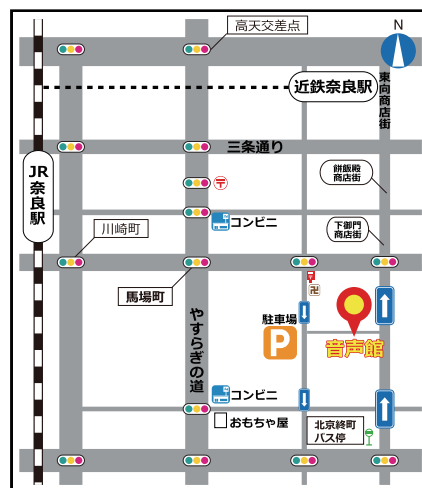 高天交差点
N
近鉄奈良駅
東向商店街
三条通り
JR奈良駅
餅飯殿
商店街
〒
コンビニ
川崎町
下御門
商店街
馬場町
卍
やすらぎの道
駐車場
P
音声館
コンビニ
おもちゃ屋
北京終町
バス停